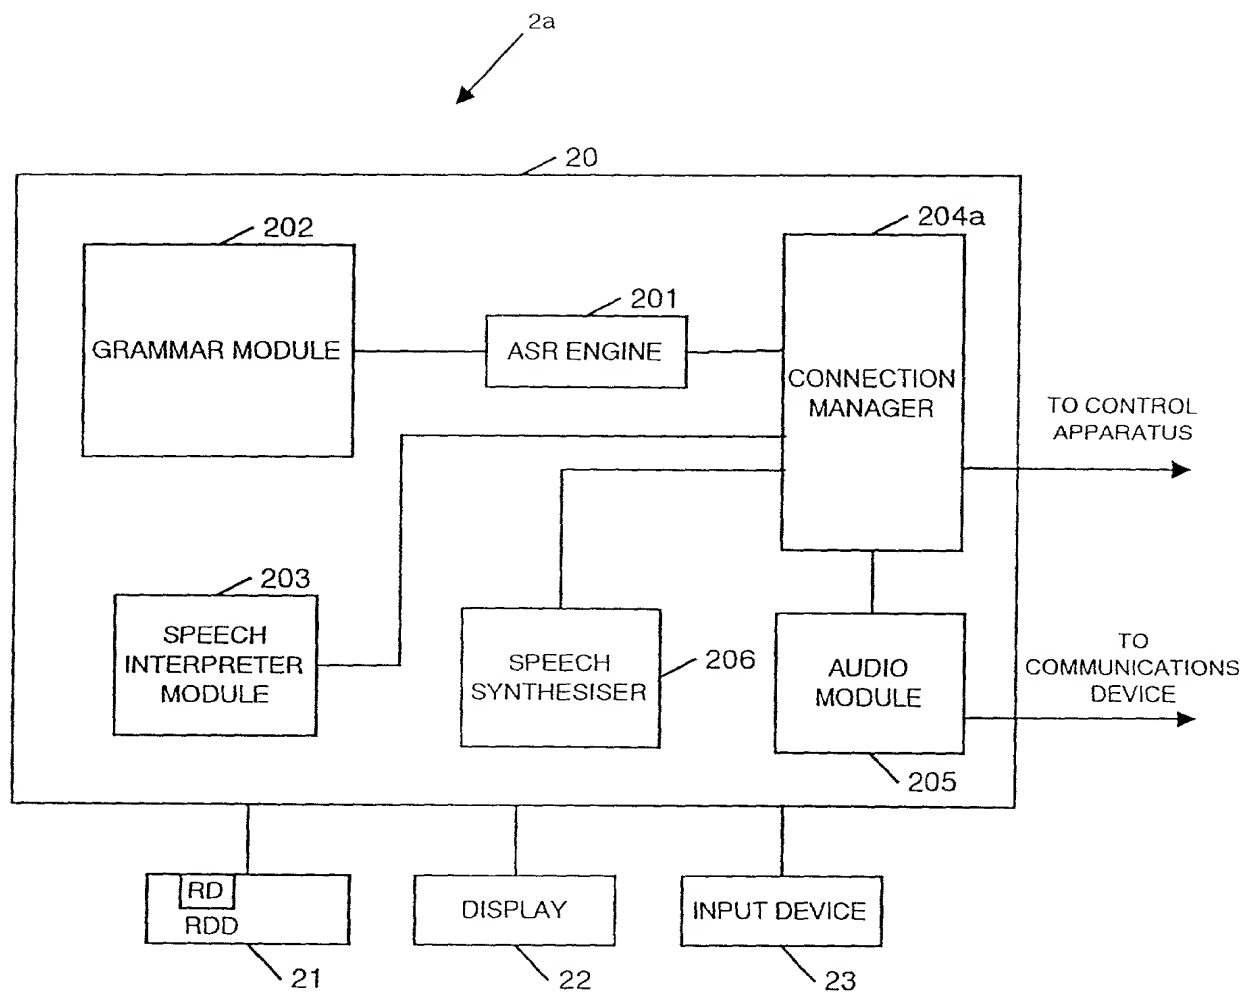 2a
20
202
204a
201
GRAMMAR MODULE
ASR ENGINE
CONNECTION
MANAGER
TO CONTROL
APPARATUS
203
SPEECH
INTERPRETER
MODULE
SPEECH
SYNTHESISER
206
AUDIO
MODULE
TO
COMMUNICATIONS
DEVICE
205
RD
RDD
DISPLAY
INPUT DEVICE
21
22
23